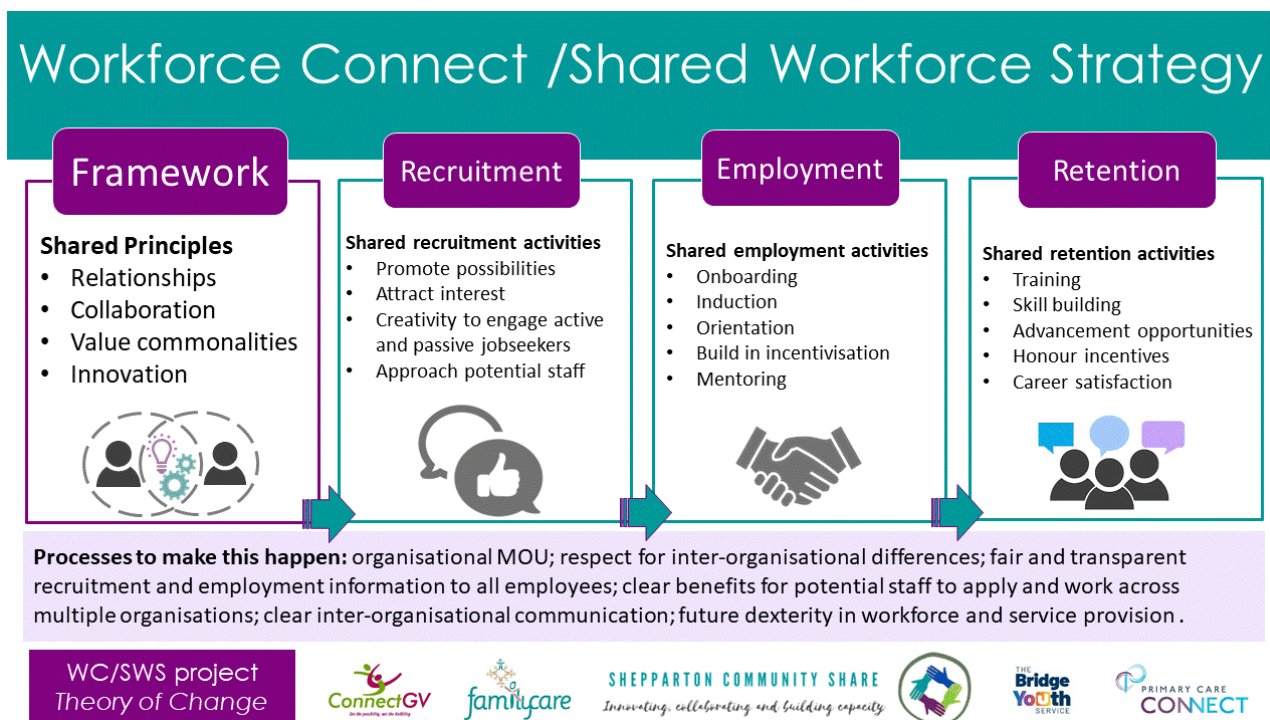 Workforce Connect /Shared Workforce Strategy
Framework
Shared Principles
• Relationships
• Collaboration
• Value commonalities
• Innovation
Recruitment
Shared recruitment activities
• Promote possibilities
• Attract interest
• Creativity to engage active
and passive jobseekers
• Approach potential staff
Employment
Shared employment activities
• Onboarding
• Induction
• Orientation
• Build in incentivisation
• Mentoring
Retention
Shared retention activities
• Training
• Skill building
• Advancement opportunities
• Honour incentives
• Career satisfaction
Processes to make this happen: organisational MOU; respect for inter-organisational differences; fair and transparent
recruitment and employment information to all employees; clear benefits for potential staff to apply and work across
multiple organisations; clear inter-organisational communication; future dexterity in workforce and service provision .
WC/SWS project
Theory of Change
ConnectGV
See the possibility, not the disability
familycare
SHEPPARTON COMMUNITY SHARE
Innovating, collaborating and building capacity
THE
Bridge
Youth
SERVICE
PRIMARY CARE
CONNECT